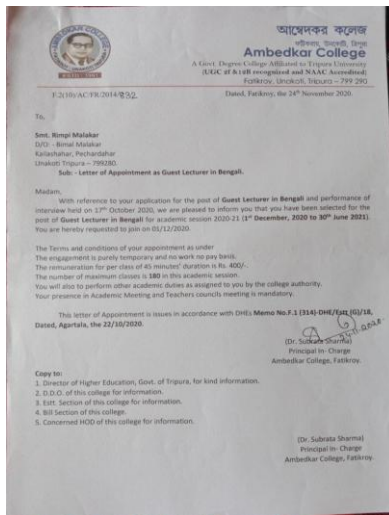 আম্বেদকর কলেজ
ফটিকরায়, ঊনকোটি, ত্রিপুরা
Ambedkar College
A Govt. Degree College Affiliated to Tripura University
(UGC 2f &12B recognized and NAAC Accredited)
Fatikroy, Unakoti, Tripura – 799 290
F.2(10)/AC/FR/2014/832
Dated, Fatikroy, the 24th November 2020.
To,
Smt. Rimpi Malakar
D/O: - Bimal Malakar
Kailashahar, Pechardahar
Unakoti Tripura – 799280.
Sub: - Letter of Appointment as Guest Lecturer in Bengali.
Madam,
With reference to your application for the post of Guest Lecturer in Bengali and performance of
interview held on 17th October 2020, we are pleased to inform you that you have been selected for the
post of Guest Lecturer in Bengali for academic session 2020-21 (1st December, 2020 to 30th June 2021).
You are hereby requested to join on 01/12/2020.
The Terms and conditions of your appointment as under
The engagement is purely temporary and no work no pay basis.
The remuneration for per class of 45 minutes' duration is Rs. 400/-.
The number of maximum classes is 180 in this academic session.
You will also to perform other academic duties as assigned to you by the college authority.
Your presence in Academic Meeting and Teachers councils meeting is mandatory.
This letter of Appointment is issues in accordance with DHEs Memo No.F.1 (314)-DHE/Estt.(G)/18,
Dated, Agartala, the 22/10/2020.
(Dr. Subrata Sharma)
Principal In- Charge
Ambedkar College, Fatikroy.
Copy to:
1. Director of Higher Education, Govt. of Tripura, for kind information.
2. D.D.O. of this college for information.
3. Estt. Section of this college for information.
4. Bill Section of this college.
5. Concerned HOD of this college for information.
(Dr. Subrata Sharma)
Principal In- Charge
Ambedkar College, Fatikroy.